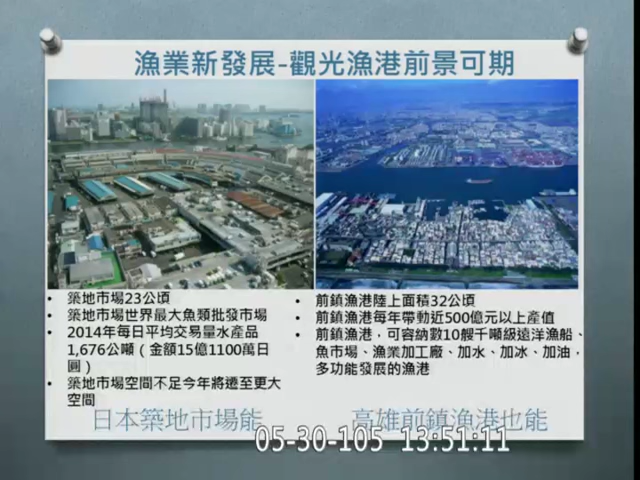 漁業新發展-觀光漁港前景可期
• 築地市場23公頃
• 築地市場世界最大魚類批發市場
• 2014年每日平均交易量水產品
1,676公噸（金額15億1100萬日
圓）
• 築地市場空間不足今年將遷至更大
空間
• 前鎮漁港陸上面積32公頃
• 前鎮漁港每年帶動近500億元以上產值
• 前鎮漁港，可容納數10艘千噸級遠洋漁船、
魚市場、漁業加工廠、加水、加冰、加油，
多功能發展的漁港
日本築地市場能
高雄前鎮漁港也能
05-30-105 13:51:11